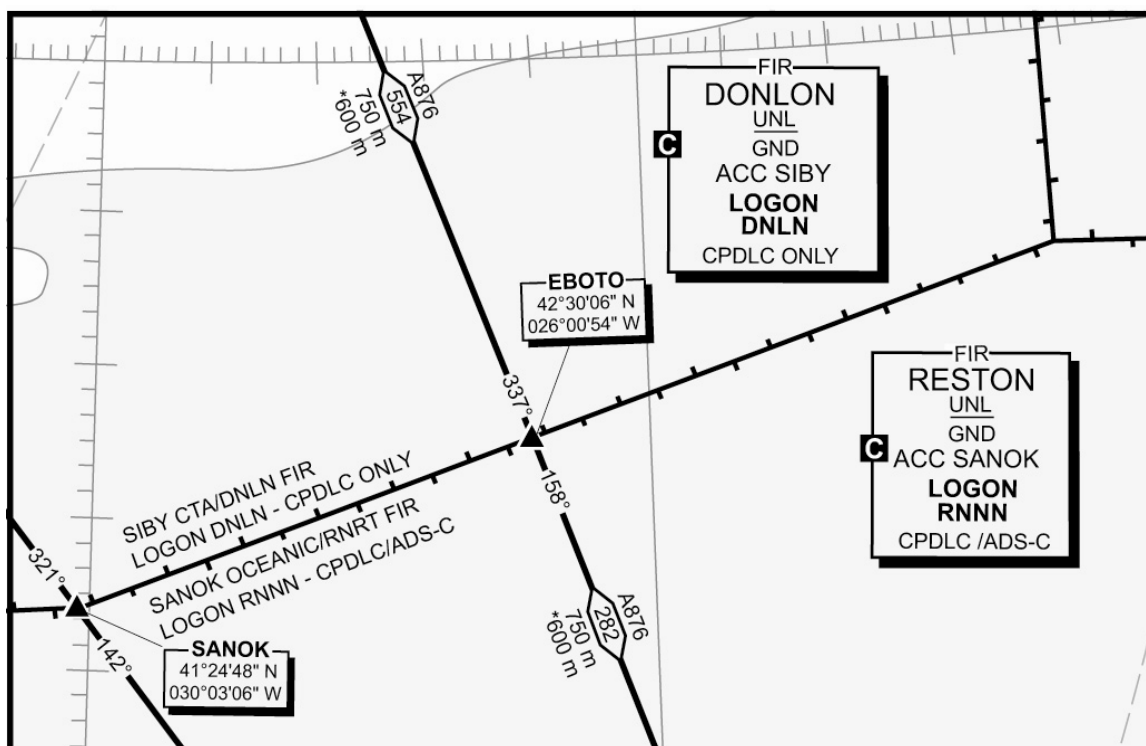 A876
554
750 m
*600 m
FIR
DONLON
UNL
GND
C
ACC SIBY
LOGON
DNLN
CPDLC ONLY
EBOTO
42°30'06" N
026°00'54" W
337°
158°
FIR
RESTON
UNL
GND
C
ACC SANOK
LOGON
RNNN
CPDLC /ADS-C
SIBY CTA/DNLN FIR
LOGON DNLN - CPDLC ONLY
SANOK OCEANIC/RNRT FIR
LOGON RNNN - CPDLC/ADS-C
321°
142°
SANOK
41°24'48" N
030°03'06" W
A876
282
750 m
*600 m